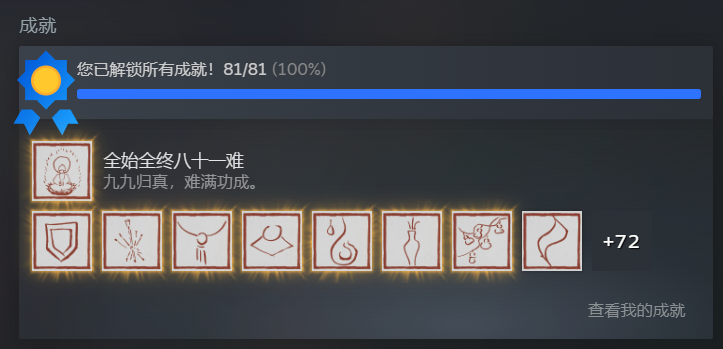 成就
您已解锁所有成就！81/81 (100%)
全始全终八十一难
九九归真，难满功成。
+72
查看我的成就